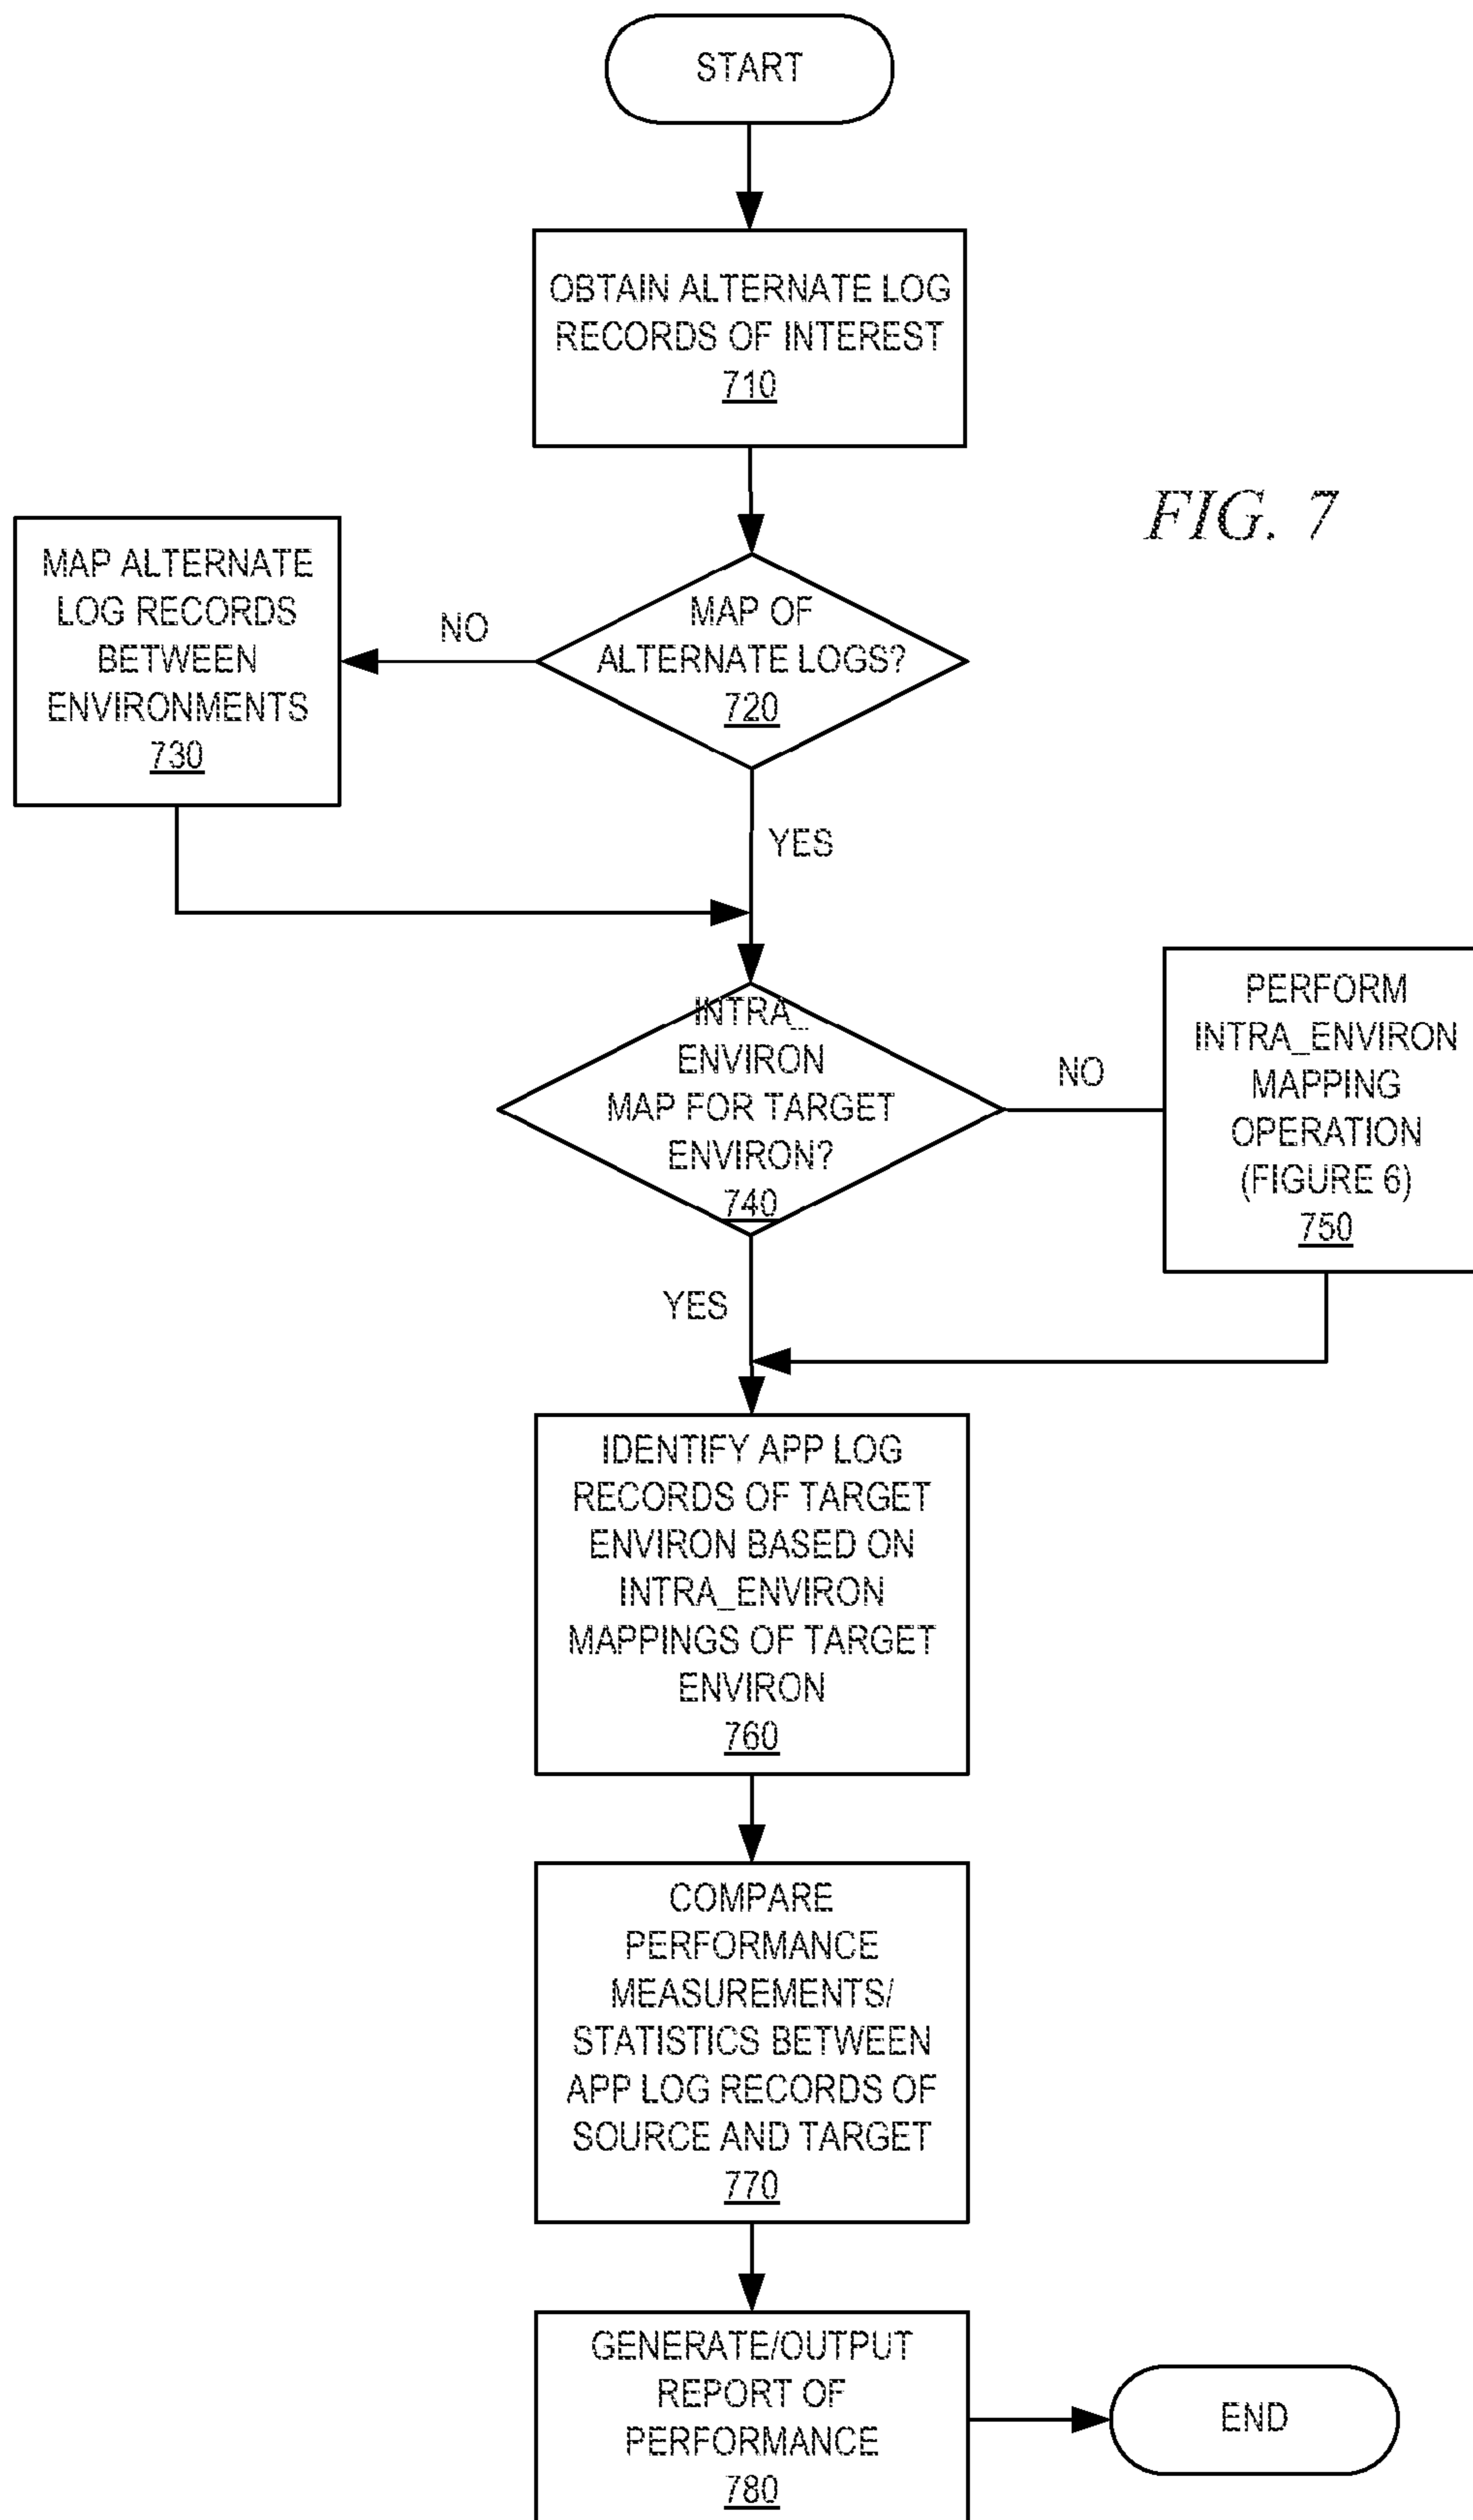 START
OBTAIN ALTERNATE LOG
RECORDS OF INTEREST
710
FIG. 7
MAP ALTERNATE
LOG RECORDS
BETWEEN
ENVIRONMENTS
730
NO
MAP OF
ALTERNATE LOGS?
720
YES
INTRA_
ENVIRON
MAP FOR TARGET
ENVIRON?
740
NO
PERFORM
INTRA_ENVIRON
MAPPING
OPERATION
(FIGURE 6)
750
YES
IDENTIFY APP LOG
RECORDS OF TARGET
ENVIRON BASED ON
INTRA_ENVIRON
MAPPINGS OF TARGET
ENVIRON
760
COMPARE
PERFORMANCE
MEASUREMENTS/
STATISTICS BETWEEN
APP LOG RECORDS OF
SOURCE AND TARGET
770
GENERATE/OUTPUT
REPORT OF
PERFORMANCE
780
END